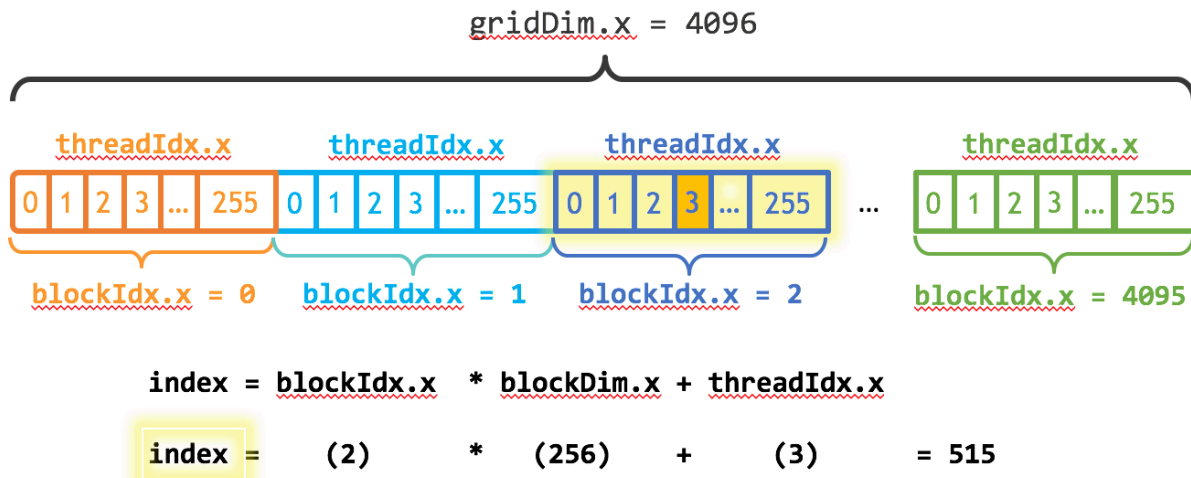 gridDim.x = 4096
threadIdx.x threadIdx.x threadIdx.x threadIdx.x
0 1 2 3 ... 255 0 1 2 3 ... 255 0 1 2 3 ... 255 ... 0 1 2 3 ... 255
blockIdx.x = 0 blockIdx.x = 1 blockIdx.x = 2 blockIdx.x = 4095
index = blockIdx.x * blockDim.x + threadIdx.x
index = (2) * (256) + (3) = 515